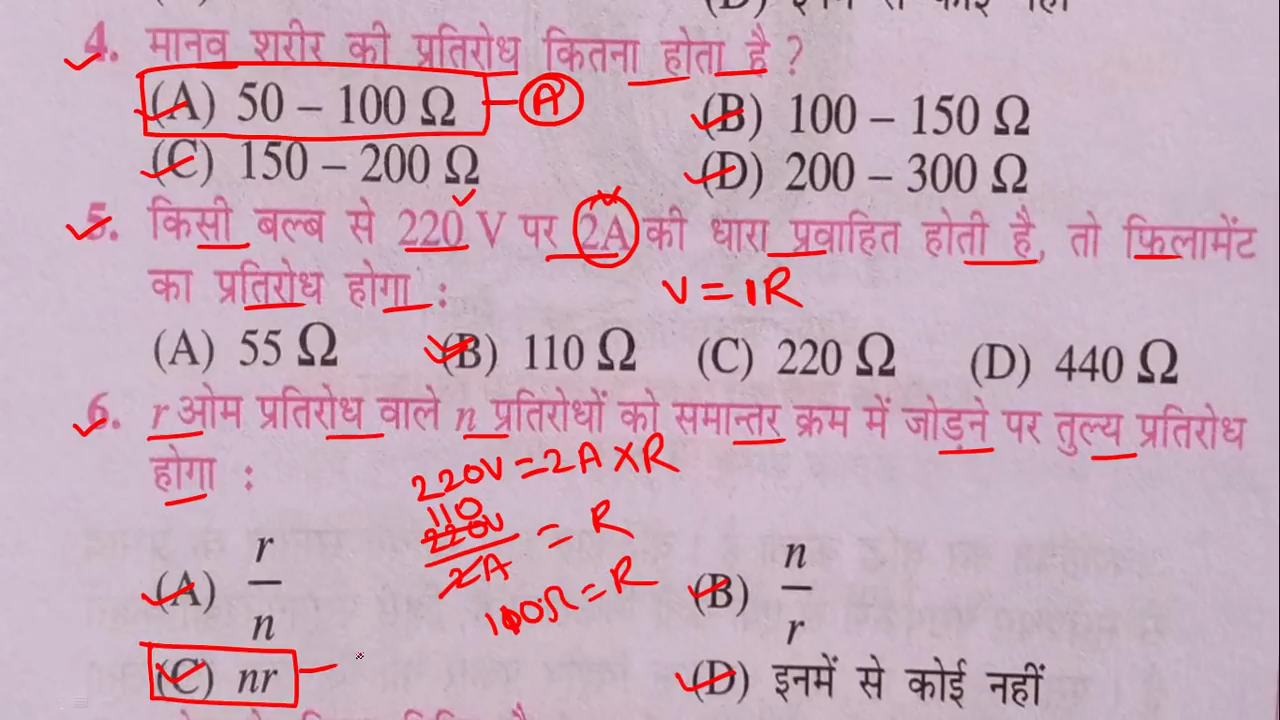 4. मानव शरीर की प्रतिरोध कितना होता है ?
(A) 50 – 100 Ω A (B) 100 – 150 Ω
(C) 150 – 200 Ω (D) 200 – 300 Ω
5. किसी बल्ब से 220 V पर 2A की धारा प्रवाहित होती है, तो फिलामेंट
का प्रतिरोध होगा :
V = IR
(A) 55 Ω (B) 110 Ω (C) 220 Ω (D) 440 Ω
6. r ओम प्रतिरोध वाले n प्रतिरोधों को समान्तर क्रम में जोड़ने पर तुल्य प्रतिरोध
होगा :
220V = 2A × R
110
220V / 2A = R
= R
(A) r/n (B) n/r
(C) nr (D) इनमें से कोई नहीं